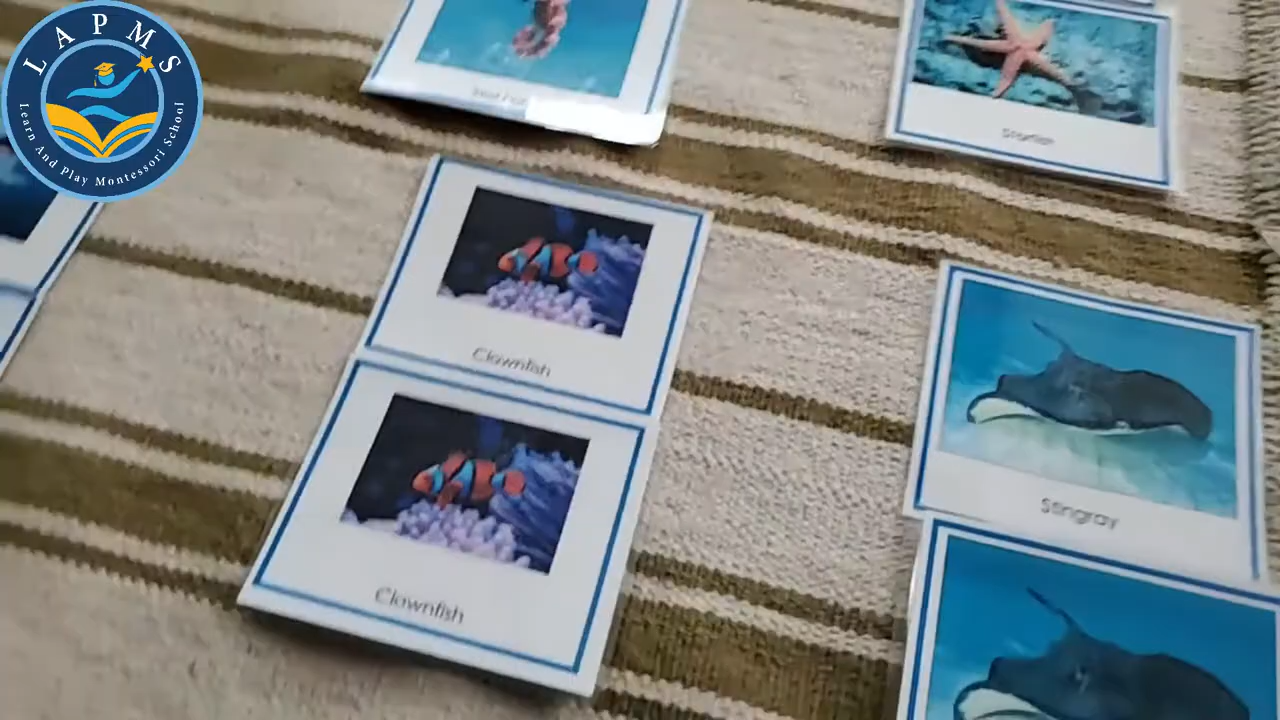 LAPMS
Learn And Play Montessori School
Starfish
Clownfish
Clownfish
Stingray